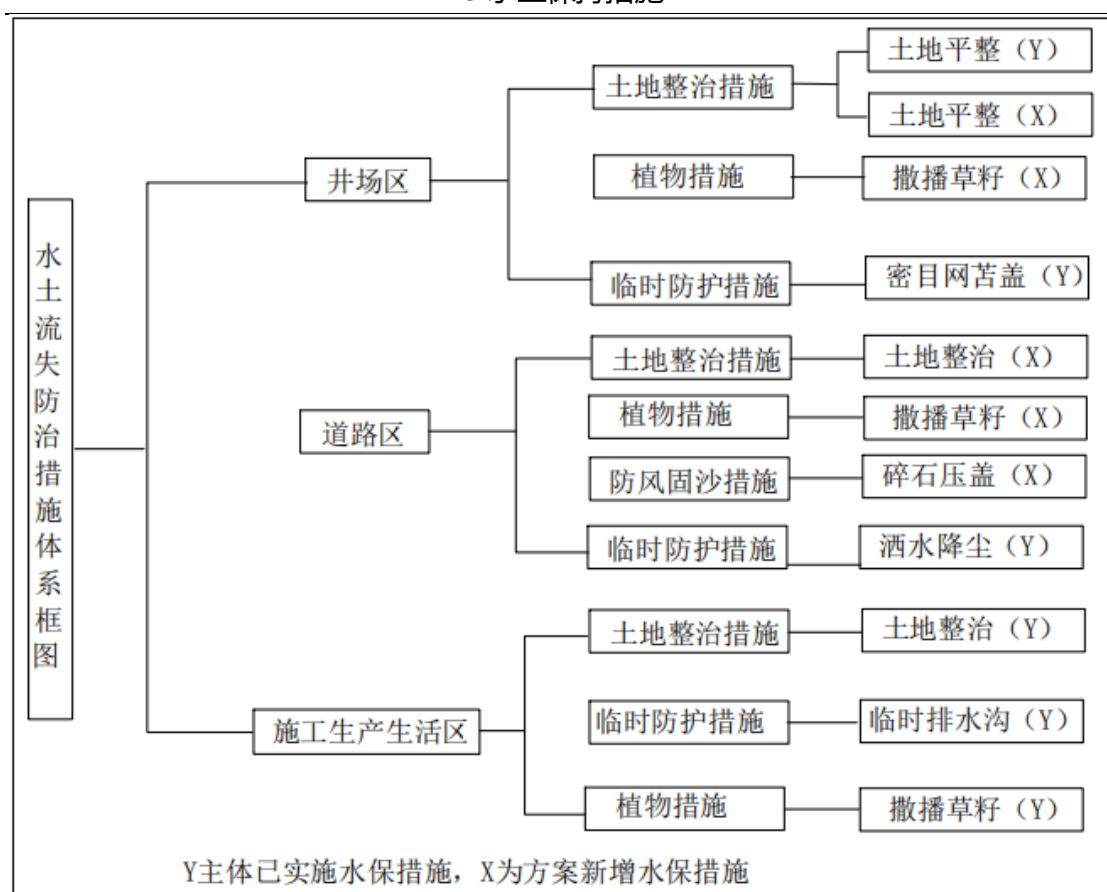 水土流失防治措施体系框图
井场区
土地整治措施
土地平整（Y）
土地平整（X）
植物措施
撒播草籽（X）
临时防护措施
密目网苫盖（Y）
道路区
土地整治措施
土地整治（X）
植物措施
撒播草籽（X）
防风固沙措施
碎石压盖（X）
临时防护措施
洒水降尘（Y）
施工生产生活区
土地整治措施
土地整治（Y）
临时防护措施
临时排水沟（Y）
植物措施
撒播草籽（Y）
Y主体已实施水保措施，X为方案新增水保措施